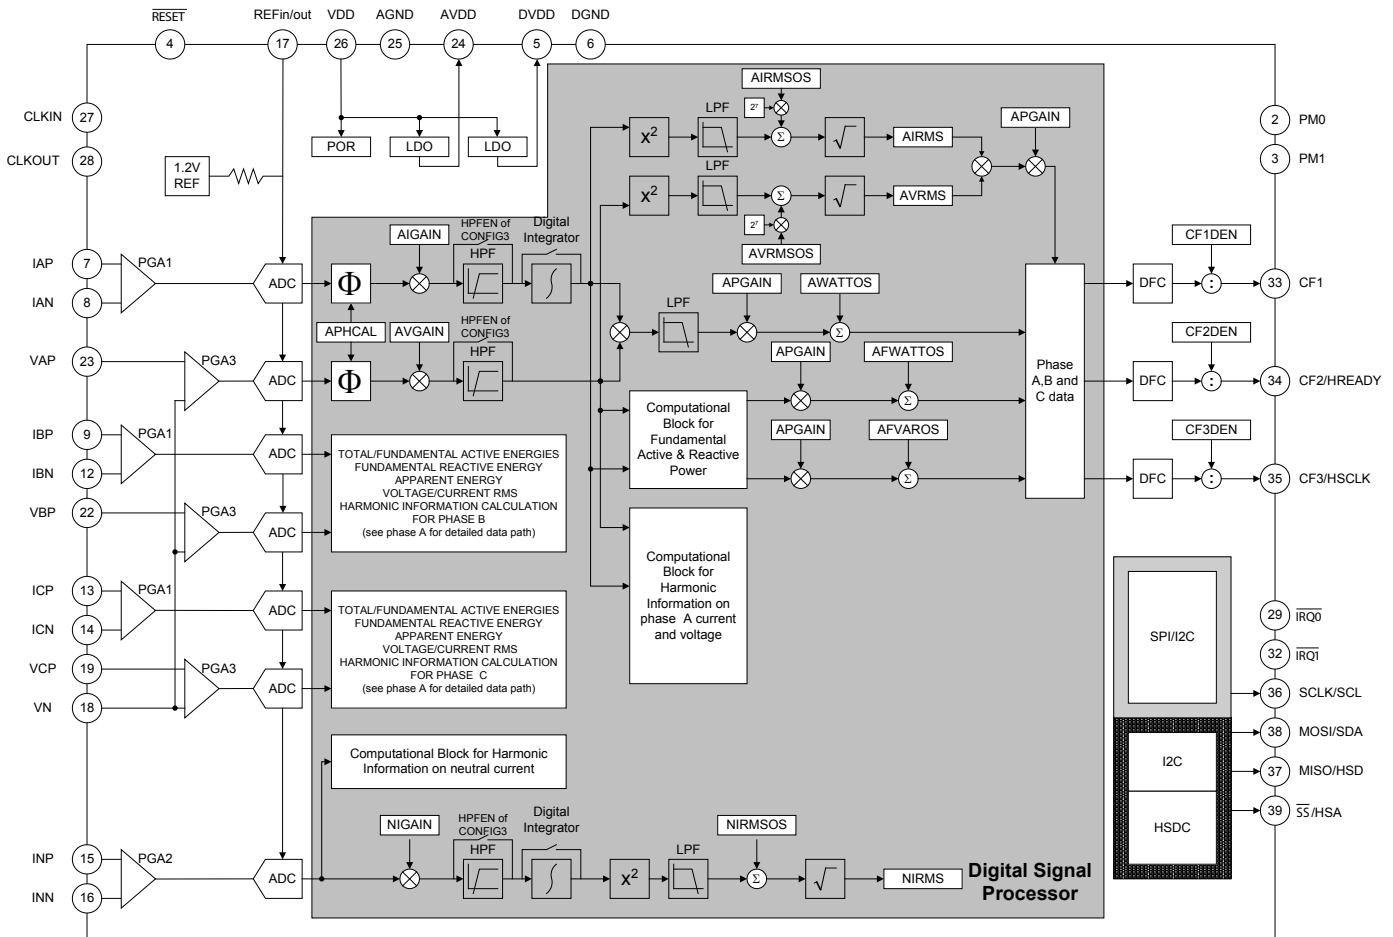 RESET
REFin/out
VDD
AGND
AVDD
DVDD
DGND
4
17
26
25
24
5
6
CLKIN
27
CLKOUT
28
POR
LDO
LDO
1.2V
REF
AIRMSOS
2⁷
LPF
X²
Σ
√
AIRMS
APGAIN
LPF
X²
Σ
√
AVRMS
2⁷
AVRMSOS
2
PM0
3
PM1
IAP
7
IAN
8
PGA1
ADC
Φ
AIGAIN
HPFEN of
CONFIG3
HPF
Digital
Integrator
∫
APHCAL
AVGAIN
HPFEN of
CONFIG3
HPF
VAP
23
PGA3
ADC
Φ
LPF
APGAIN
AWATTOS
Σ
APGAIN
AFWATTOS
Σ
Computational
Block for
Fundamental
Active & Reactive
Power
APGAIN
AFVAROS
Σ
Phase
A,B and
C data
CF1DEN
DFC
:
33
CF1
CF2DEN
DFC
:
34
CF2/HREADY
CF3DEN
DFC
:
35
CF3/HSCLK
IBP
9
IBN
12
PGA1
ADC
VBP
22
PGA3
ADC
TOTAL/FUNDAMENTAL ACTIVE ENERGIES
FUNDAMENTAL REACTIVE ENERGY
APPARENT ENERGY
VOLTAGE/CURRENT RMS
HARMONIC INFORMATION CALCULATION
FOR PHASE B
(see phase A for detailed data path)
Computational
Block for
Harmonic
Information on
phase A current
and voltage
ICP
13
ICN
14
PGA1
ADC
VCP
19
VN
18
PGA3
ADC
TOTAL/FUNDAMENTAL ACTIVE ENERGIES
FUNDAMENTAL REACTIVE ENERGY
APPARENT ENERGY
VOLTAGE/CURRENT RMS
HARMONIC INFORMATION CALCULATION
FOR PHASE C
(see phase A for detailed data path)
Computational Block for Harmonic
Information on neutral current
SPI/I2C
I2C
HSDC
29
IRQ0
32
IRQ1
36
SCLK/SCL
38
MOSI/SDA
37
MISO/HSD
39
SS/HSA
INP
15
INN
16
PGA2
ADC
NIGAIN
HPFEN of
CONFIG3
HPF
Digital
Integrator
∫
X²
LPF
NIRMSOS
Σ
√
NIRMS
Digital Signal
Processor